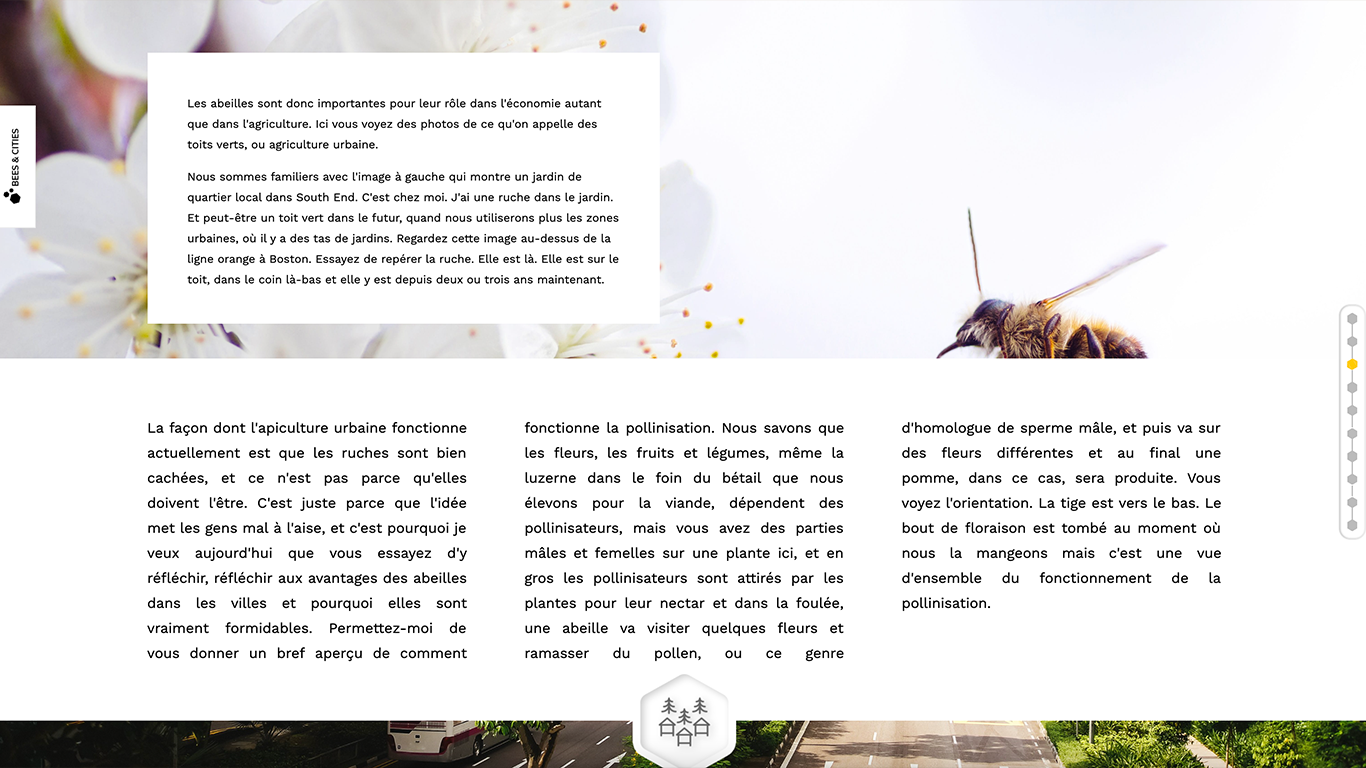 BEES & CITIES
Les abeilles sont donc importantes pour leur rôle dans l'économie autant
que dans l'agriculture. Ici vous voyez des photos de ce qu'on appelle des
toits verts, ou agriculture urbaine.
Nous sommes familiers avec l'image à gauche qui montre un jardin de
quartier local dans South End. C'est chez moi. J'ai une ruche dans le jardin.
Et peut-être un toit vert dans le futur, quand nous utiliserons plus les zones
urbaines, où il y a des tas de jardins. Regardez cette image au-dessus de la
ligne orange à Boston. Essayez de repérer la ruche. Elle est là. Elle est sur le
toit, dans le coin là-bas et elle y est depuis deux ou trois ans maintenant.
La façon dont l'apiculture urbaine fonctionne
actuellement est que les ruches sont bien
cachées, et ce n'est pas parce qu'elles
doivent l'être. C'est juste parce que l'idée
met les gens mal à l'aise, et c'est pourquoi je
veux aujourd'hui que vous essayez d'y
réfléchir, réfléchir aux avantages des abeilles
dans les villes et pourquoi elles sont
vraiment formidables. Permettez-moi de
vous donner un bref aperçu de comment
fonctionne la pollinisation. Nous savons que
les fleurs, les fruits et légumes, même la
luzerne dans le foin du bétail que nous
élevons pour la viande, dépendent des
pollinisateurs, mais vous avez des parties
mâles et femelles sur une plante ici, et en
gros les pollinisateurs sont attirés par les
plantes pour leur nectar et dans la foulée,
une abeille va visiter quelques fleurs et
ramasser du pollen, ou ce genre
d'homologue de sperme mâle, et puis va sur
des fleurs différentes et au final une
pomme, dans ce cas, sera produite. Vous
voyez l'orientation. La tige est vers le bas. Le
bout de floraison est tombé au moment où
nous la mangeons mais c'est une vue
d'ensemble du fonctionnement de la
pollinisation.